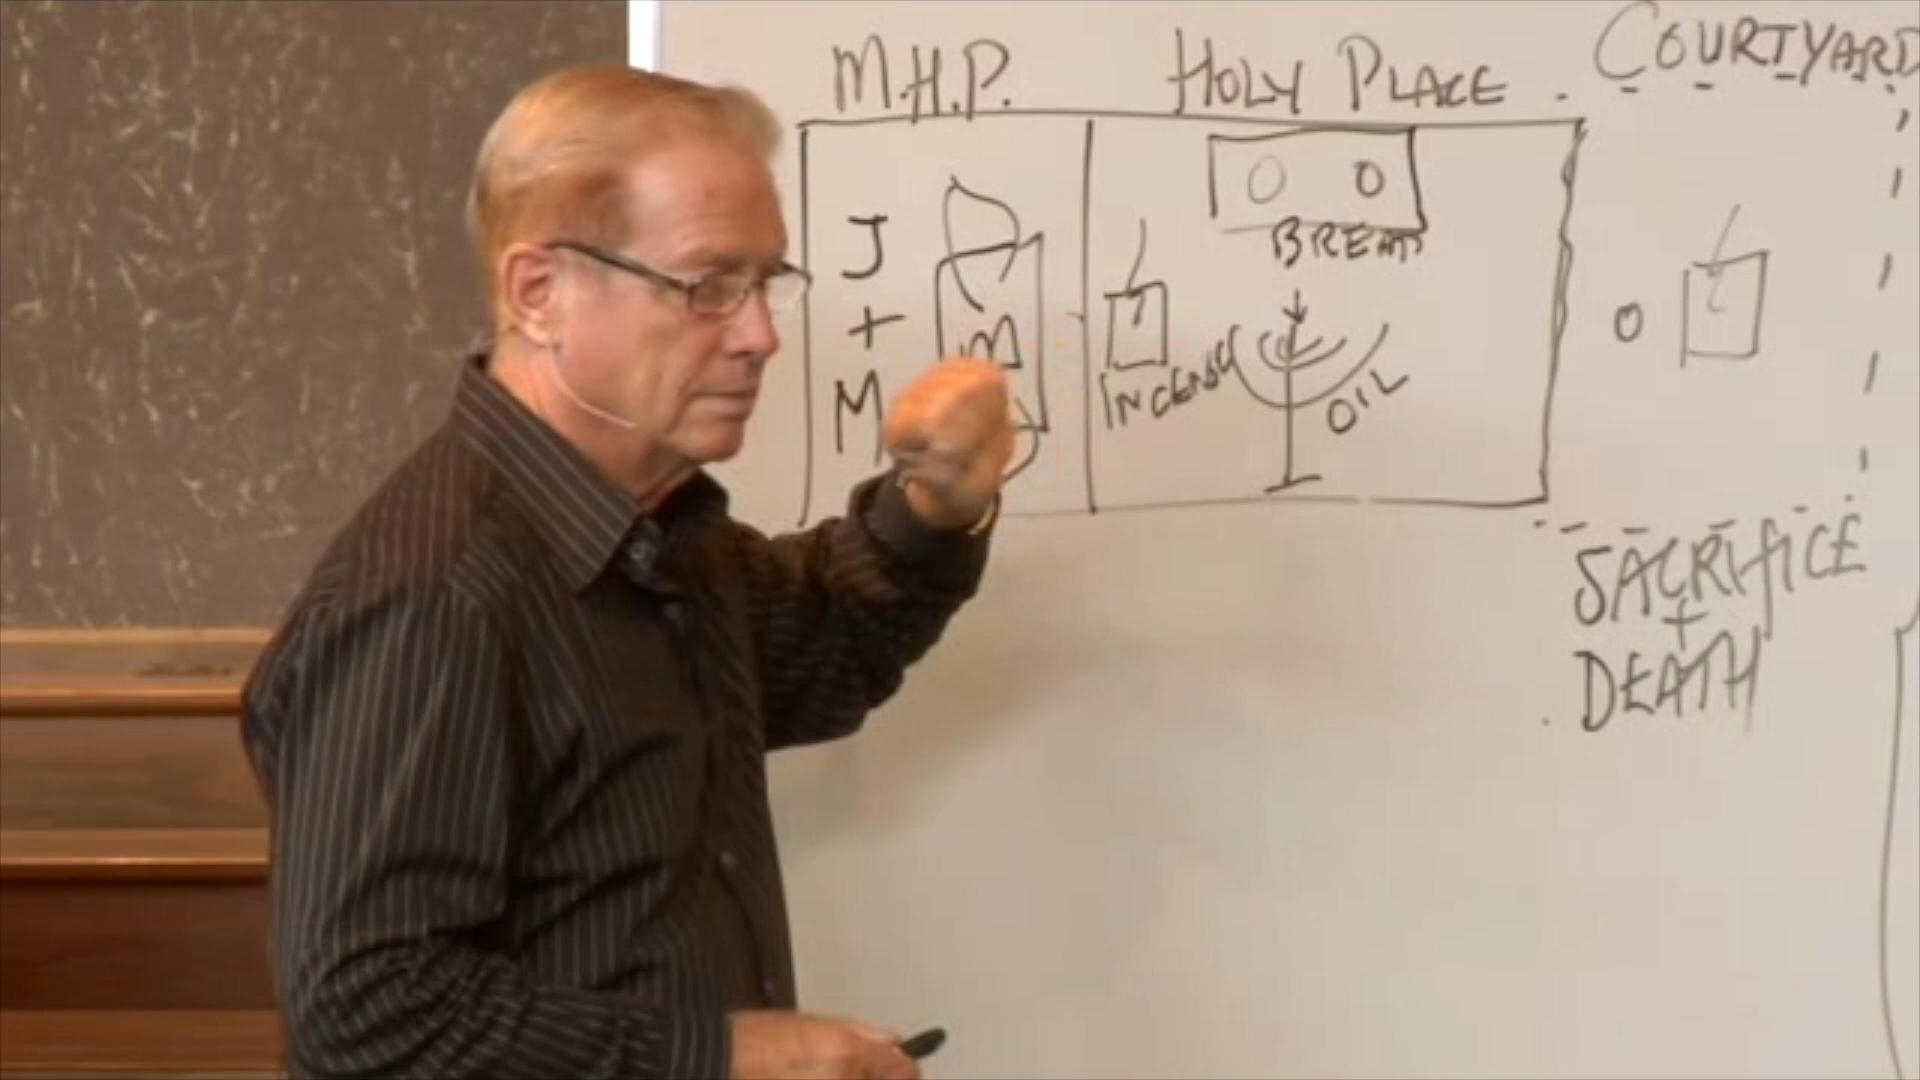 M.H.P.
HOLY PLACE.
COURTYARD
J
+
M
M
BREAD
INCENSE
OIL
SACRIFICE
+
DEATH